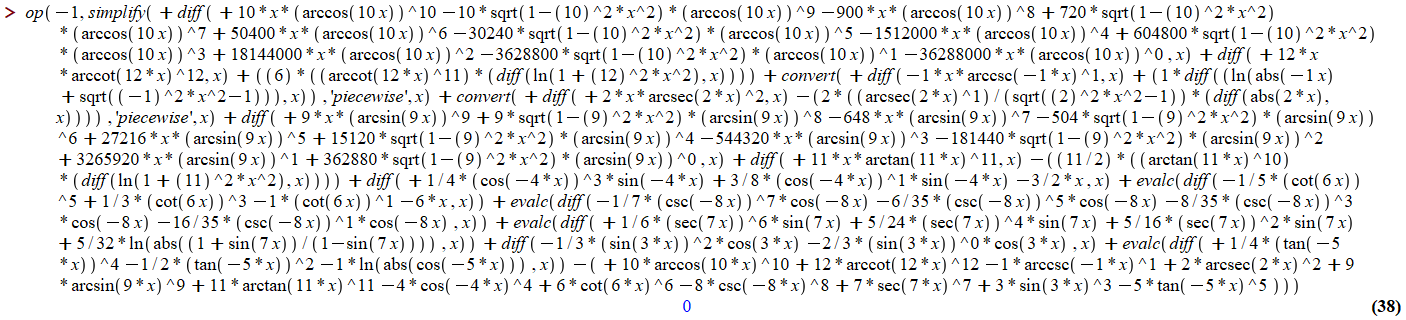 > op(−1, simplify( + diff( + 10*x*(arccos(10 x))^10 −10*sqrt(1−(10)^2*x^2)*(arccos(10 x))^9 −900*x*(arccos(10 x))^8 + 720*sqrt(1−(10)^2*x^2)
*(arccos(10 x))^7 + 50400*x*(arccos(10 x))^6 −30240*sqrt(1−(10)^2*x^2)*(arccos(10 x))^5 −1512000*x*(arccos(10 x))^4 + 604800*sqrt(1−(10)^2*x^2)
*(arccos(10 x))^3 + 18144000*x*(arccos(10 x))^2 −3628800*sqrt(1−(10)^2*x^2)*(arccos(10 x))^1 −36288000*x*(arccos(10 x))^0, x) + diff( + 12*x
*arccot(12*x)^12, x) + ((6)*((arccot(12*x)^11)*(diff(ln(1 + (12)^2*x^2), x)))) + convert( + diff(−1*x*arccsc(−1*x)^1, x) + (1*diff((ln(abs(−1 x)
+ sqrt((−1)^2*x^2−1))), x)) ,'piecewise', x) + convert( + diff( + 2*x*arcsec(2*x)^2, x) −(2*((arcsec(2*x)^1)/(sqrt((2)^2*x^2−1))*(diff(abs(2*x),
x)))) ,'piecewise', x) + diff( + 9*x*(arcsin(9 x))^9 + 9*sqrt(1−(9)^2*x^2)*(arcsin(9 x))^8 −648*x*(arcsin(9 x))^7 −504*sqrt(1−(9)^2*x^2)*(arcsin(9 x))
^6 + 27216*x*(arcsin(9 x))^5 + 15120*sqrt(1−(9)^2*x^2)*(arcsin(9 x))^4 −544320*x*(arcsin(9 x))^3 −181440*sqrt(1−(9)^2*x^2)*(arcsin(9 x))^2
+ 3265920*x*(arcsin(9 x))^1 + 362880*sqrt(1−(9)^2*x^2)*(arcsin(9 x))^0, x) + diff( + 11*x*arctan(11*x)^11, x) −((11/2)*((arctan(11*x)^10)
*(diff(ln(1 + (11)^2*x^2), x)))) + diff( + 1/4*(cos(−4*x))^3*sin(−4*x) + 3/8*(cos(−4*x))^1*sin(−4*x) −3/2*x, x) + evalc(diff(−1/5*(cot(6 x))
^5 + 1/3*(cot(6 x))^3 −1*(cot(6 x))^1 −6*x, x)) + evalc(diff(−1/7*(csc(−8 x))^7*cos(−8 x) −6/35*(csc(−8 x))^5*cos(−8 x) −8/35*(csc(−8 x))^3
*cos(−8 x) −16/35*(csc(−8 x))^1*cos(−8 x) , x)) + evalc(diff( + 1/6*(sec(7 x))^6*sin(7 x) + 5/24*(sec(7 x))^4*sin(7 x) + 5/16*(sec(7 x))^2*sin(7 x)
+ 5/32*ln(abs((1 + sin(7 x))/(1−sin(7 x)))) , x)) + diff(−1/3*(sin(3*x))^2*cos(3*x) −2/3*(sin(3*x))^0*cos(3*x) , x) + evalc(diff( + 1/4*(tan(−5
*x))^4 −1/2*(tan(−5*x))^2 −1*ln(abs(cos(−5*x))) , x)) −( + 10*arccos(10*x)^10 + 12*arccot(12*x)^12 −1*arccsc(−1*x)^1 + 2*arcsec(2*x)^2 + 9
*arcsin(9*x)^9 + 11*arctan(11*x)^11 −4*cos(−4*x)^4 + 6*cot(6*x)^6 −8*csc(−8*x)^8 + 7*sec(7*x)^7 + 3*sin(3*x)^3 −5*tan(−5*x)^5 )))
0 (38)